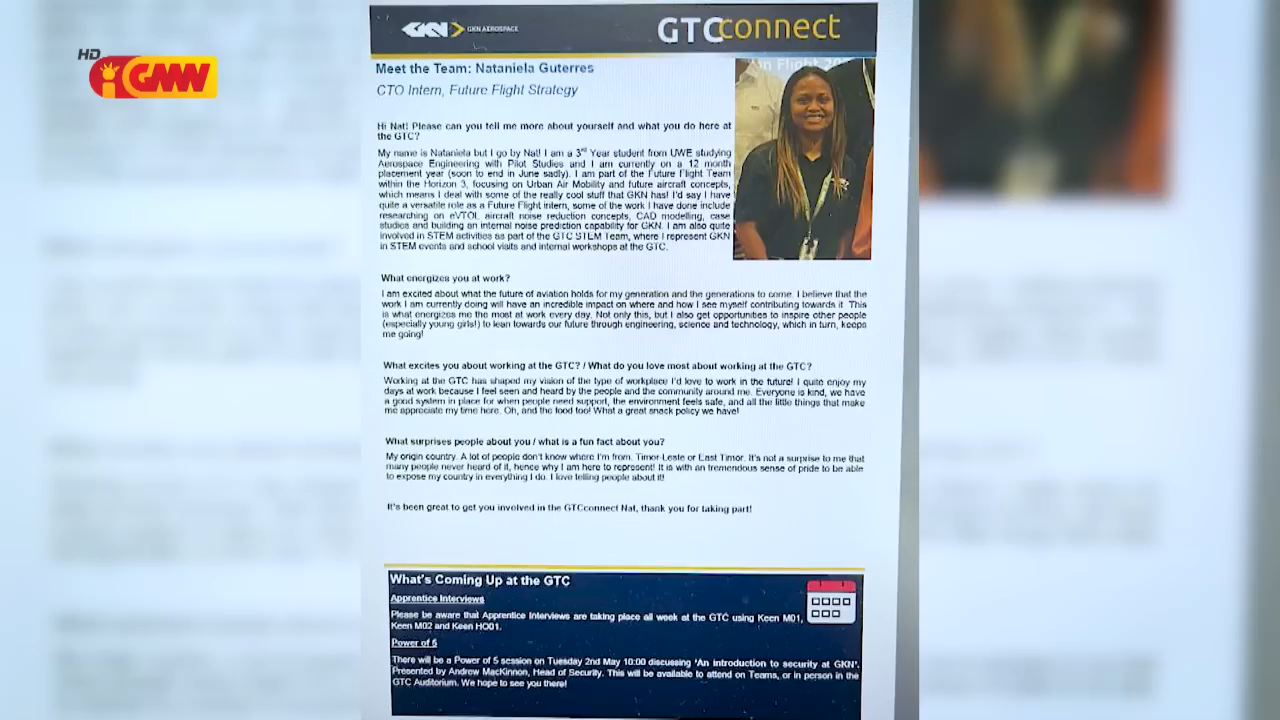 HD
iGMW
GKN GKN AEROSPACE
GTCconnect
Meet the Team: Nataniela Guterres
CTO Intern, Future Flight Strategy
on Flight 20
Hi Nat! Please can you tell me more about yourself and what you do here at
the GTC?
My name is Nataniela but I go by Nat! I am a 3rd Year student from UWE studying
Aerospace Engineering with Pilot Studies and I am currently on a 12 month
placement year (soon to end in June sadly). I am part of the Future Flight Team
within the Horizon 3, focusing on Urban Air Mobility and future aircraft concepts,
which means I deal with some of the really cool stuff that GKN has! I'd say I have
quite a versatile role as a Future Flight intern, some of the work I have done include
researching on eVTOL aircraft noise reduction concepts, CAD modelling, case
studies and building an internal noise prediction capability for GKN. I am also quite
involved in STEM activities as part of the GTC STEM Team, where I represent GKN
in STEM events and school visits and internal workshops at the GTC.
What energizes you at work?
I am excited about what the future of aviation holds for my generation and the generations to come. I believe that the
work I am currently doing will have an incredible impact on where and how I see myself contributing towards it. This
is what energizes me the most at work every day. Not only this, but I also get opportunities to inspire other people
(especially young girls!) to lean towards our future through engineering, science and technology, which in turn, keeps
me going!
What excites you about working at the GTC? / What do you love most about working at the GTC?
Working at the GTC has shaped my vision of the type of workplace I'd love to work in the future! I quite enjoy my
days at work because I feel seen and heard by the people and the community around me. Everyone is kind, we have
a good system in place for when people need support, the environment feels safe, and all the little things that make
me appreciate my time here. Oh, and the food too! What a great snack policy we have!
What surprises people about you / what is a fun fact about you?
My origin country. A lot of people don't know where I'm from. Timor-Leste or East Timor. It's not a surprise to me that
many people never heard of it, hence why I am here to represent! It is with an tremendous sense of pride to be able
to expose my country in everything I do. I love telling people about it!
It's been great to get you involved in the GTCconnect Nat, thank you for taking part!
What's Coming Up at the GTC
Apprentice Interviews
Please be aware that Apprentice Interviews are taking place all week at the GTC using Keen M01,
Keen M02 and Keen HO01.
Power of 5
There will be a Power of 5 session on Tuesday 2nd May 10:00 discussing 'An introduction to security at GKN'.
Presented by Andrew MacKinnon, Head of Security. This will be available to attend on Teams, or in person in the
GTC Auditorium. We hope to see you there!